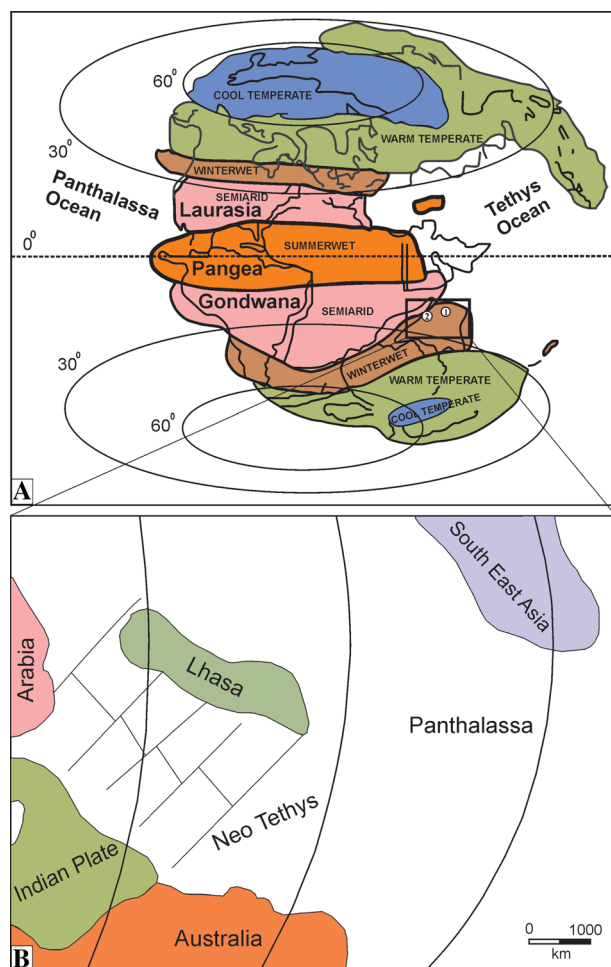 60⁰
COOL TEMPERATE
WARM TEMPERATE
30⁰
WINTERWET
Panthalassa
Ocean
SEMIARID
Laurasia
Tethys
Ocean
0⁰
SUMMERWET
Pangea
Gondwana
SEMIARID
2
1
30⁰
WINTERWET
WARM TEMPERATE
COOL TEMPERATE
60⁰
A
South East Asia
Arabia
Lhasa
Panthalassa
Neo Tethys
Indian Plate
Australia
0 1000
km
B